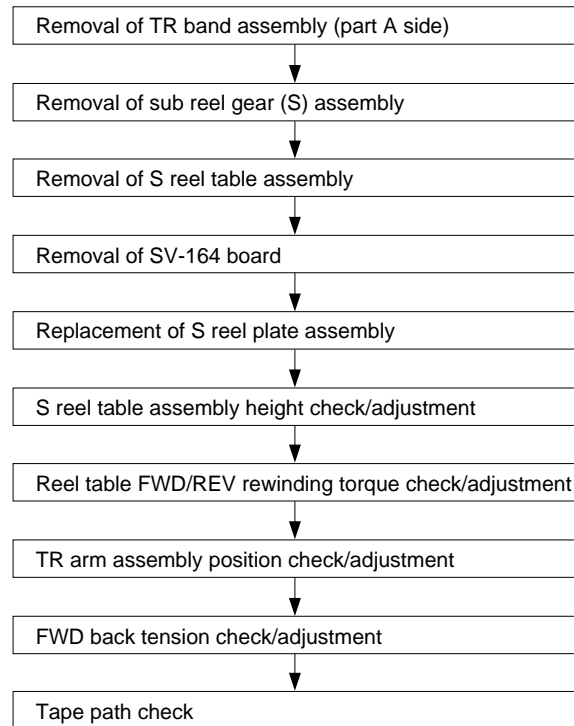 Removal of TR band assembly (part A side)
Removal of sub reel gear (S) assembly
Removal of S reel table assembly
Removal of SV-164 board
Replacement of S reel plate assembly
S reel table assembly height check/adjustment
Reel table FWD/REV rewinding torque check/adjustment
TR arm assembly position check/adjustment
FWD back tension check/adjustment
Tape path check